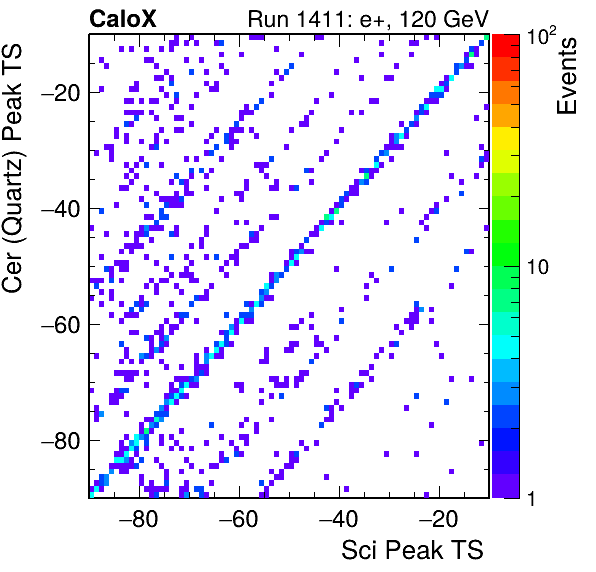 CaloX Run 1411: e+, 120 GeV
Cer (Quartz) Peak TS
−20
−40
−60
−80
−80 −60 −40 −20
Sci Peak TS
10²
10
1
Events